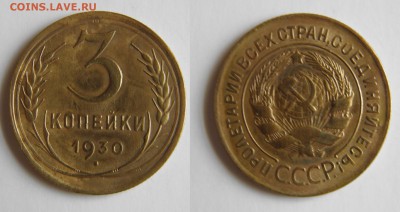 COINS.LAVE.RU
3
КОПЕЙКИ
1930
ПРОЛЕТАРИИ ВСЕХ СТРАН, СОЕДИНЯЙТЕСЬ!
СССР